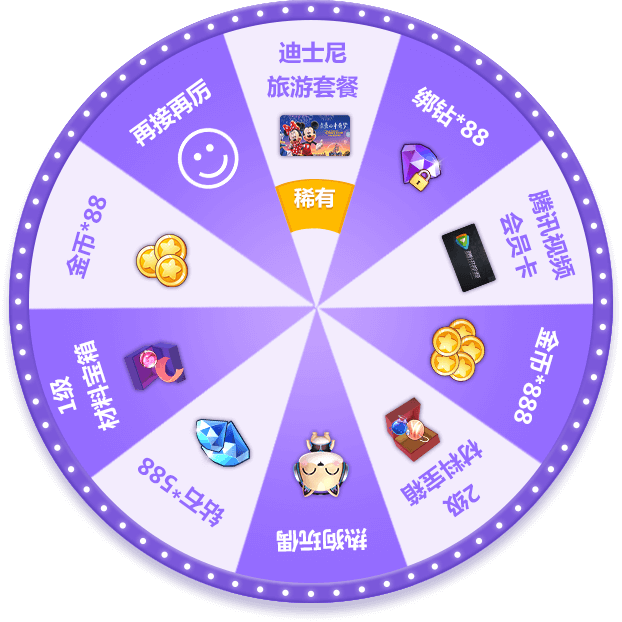 迪士尼
旅游套餐
稀有
绑钻*88
腾讯视频
会员卡
金币*888
2级
材料宝箱
热狗玩偶
钻石*588
1级
材料宝箱
金币*88
再接再厉